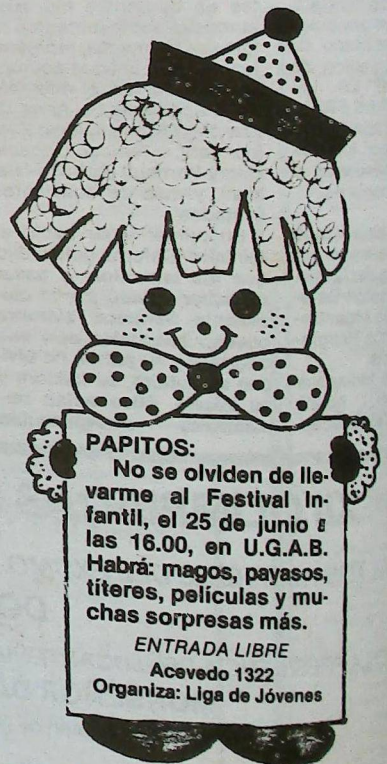 PAPITOS:
No se olviden de lle-
varme al Festival In-
fantil, el 25 de junio a
las 16.00, en U.G.A.B.
Habrá: magos, payasos,
títeres, películas y mu-
chas sorpresas más.
ENTRADA LIBRE
Acevedo 1322
Organiza: Liga de Jóvenes